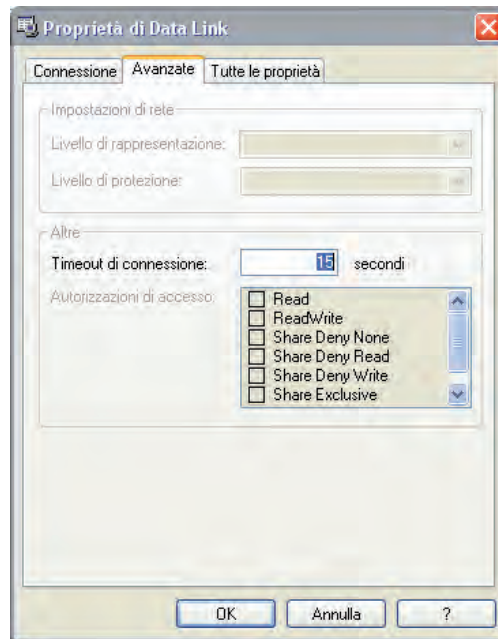 Proprietà di Data Link
Connessione Avanzate Tutte le proprietà
Impostazioni di rete
Livello di rappresentazione:
Livello di protezione:
Altre
Timeout di connessione: 15 secondi
Autorizzazioni di accesso:
Read
ReadWrite
Share Deny None
Share Deny Read
Share Deny Write
Share Exclusive
OK Annulla ?